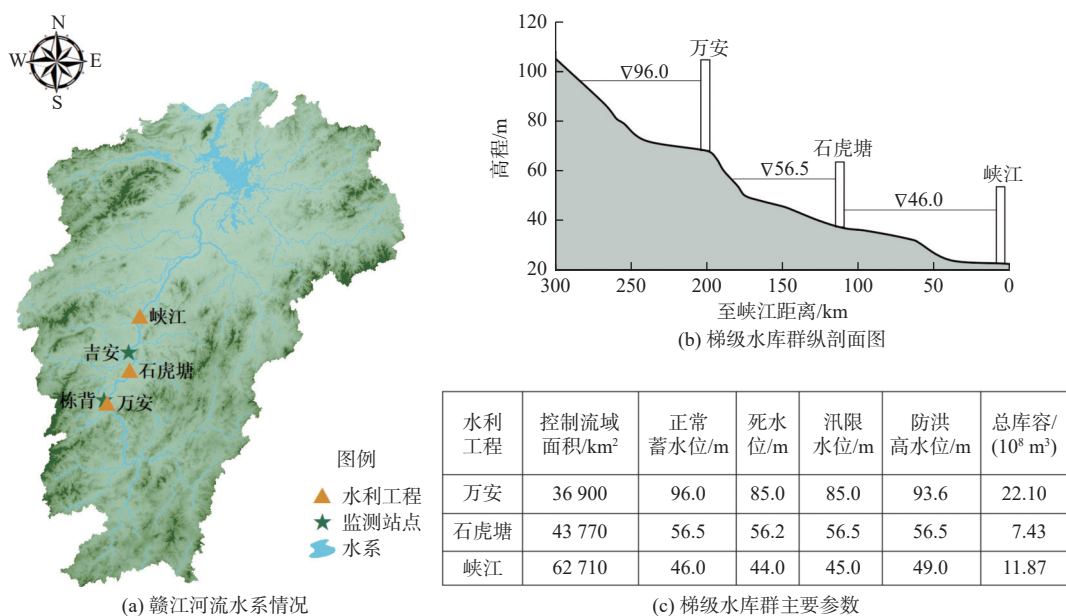 N
W
E
S
峡江
吉安
石虎塘
栋背
万安
图例
水利工程
监测站点
水系
(a) 赣江河流水系情况
120
100
80
60
40
20
高程/m
万安
∇96.0
石虎塘
∇56.5
峡江
∇46.0
300 250 200 150 100 50 0
至峡江距离/km
(b) 梯级水库群纵剖面图
水利工程 控制流域面积/km² 正常蓄水位/m 死水位/m 汛限水位/m 防洪高水位/m 总库容/(10⁸ m³)
万安 36 900 96.0 85.0 85.0 93.6 22.10
石虎塘 43 770 56.5 56.2 56.5 56.5 7.43
峡江 62 710 46.0 44.0 45.0 49.0 11.87
(c) 梯级水库群主要参数